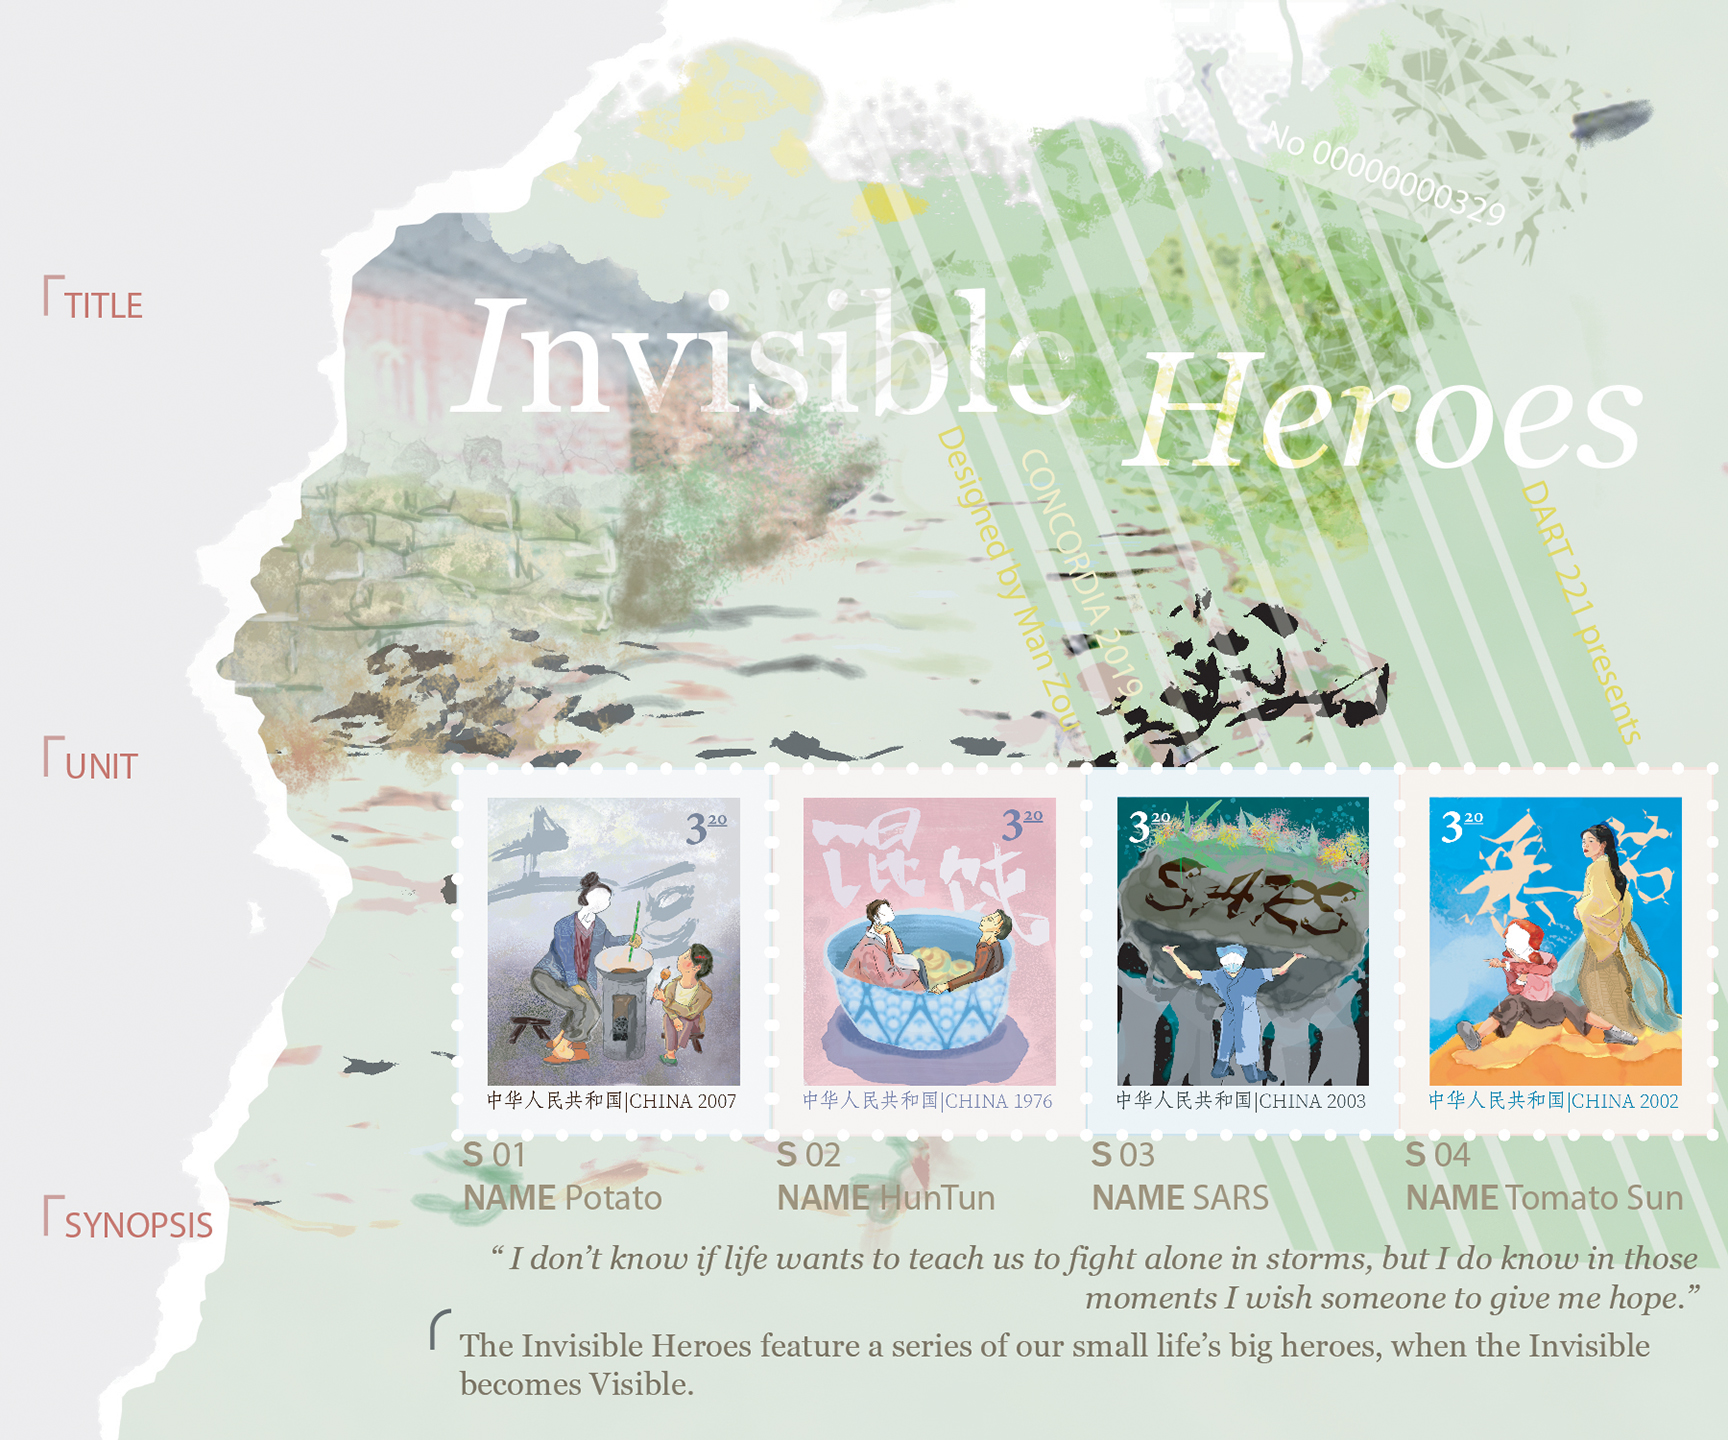 No 00000000329
TITLE
Invisible
Heroes
Designed by Man Zou
CONCORDIA 2019
DART 221 presents
UNIT
3 20
3 20
馄饨
3 20
SARS
3 20
中华人民共和国|CHINA 2007
中华人民共和国|CHINA 1976
中华人民共和国|CHINA 2003
中华人民共和国|CHINA 2002
S 01
NAME Potato
S 02
NAME HunTun
S 03
NAME SARS
S 04
NAME Tomato Sun
SYNOPSIS
“ I don’t know if life wants to teach us to fight alone in storms, but I do know in those
moments I wish someone to give me hope.”
The Invisible Heroes feature a series of our small life’s big heroes, when the Invisible
becomes Visible.